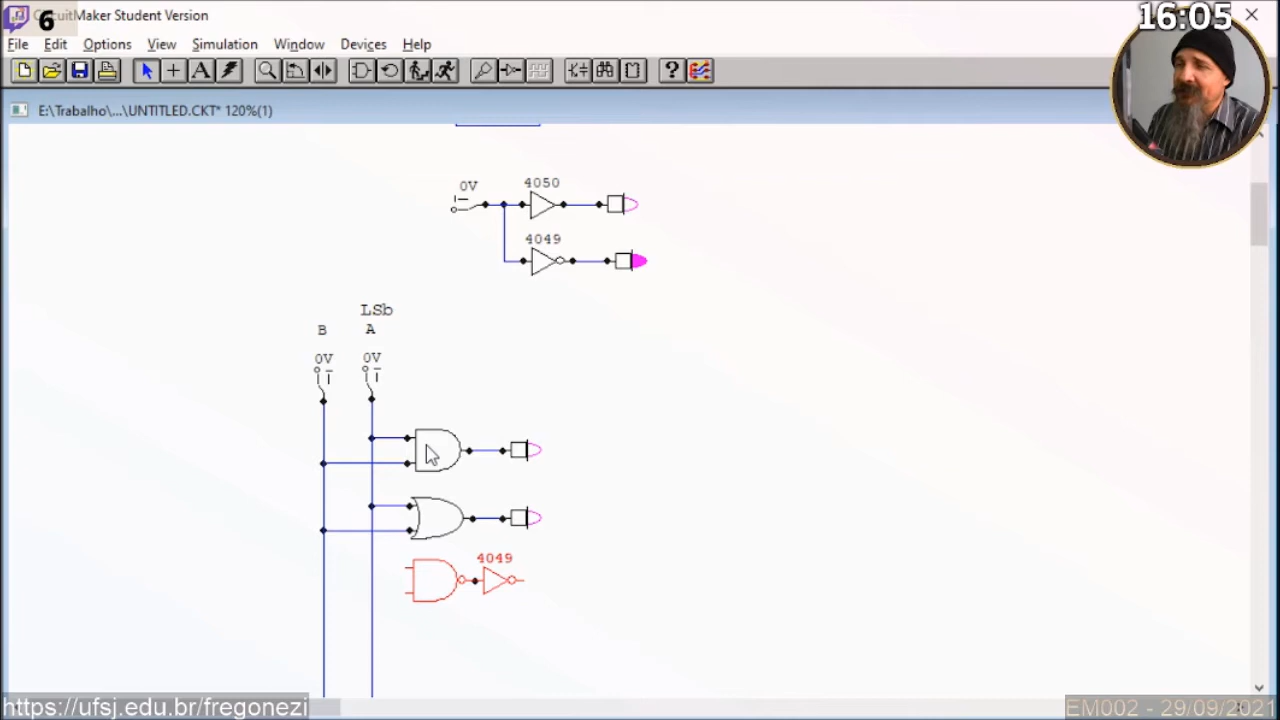 6
CircuitMaker Student Version
16:05
File Edit Options View Simulation Window Devices Help
E:\Trabalho\...\UNTITLED.CKT* 120%(1)
0V
4050
4049
LSb
B A
0V 0V
4049
https://ufsj.edu.br/fregonezi
EM002 - 29/09/2021